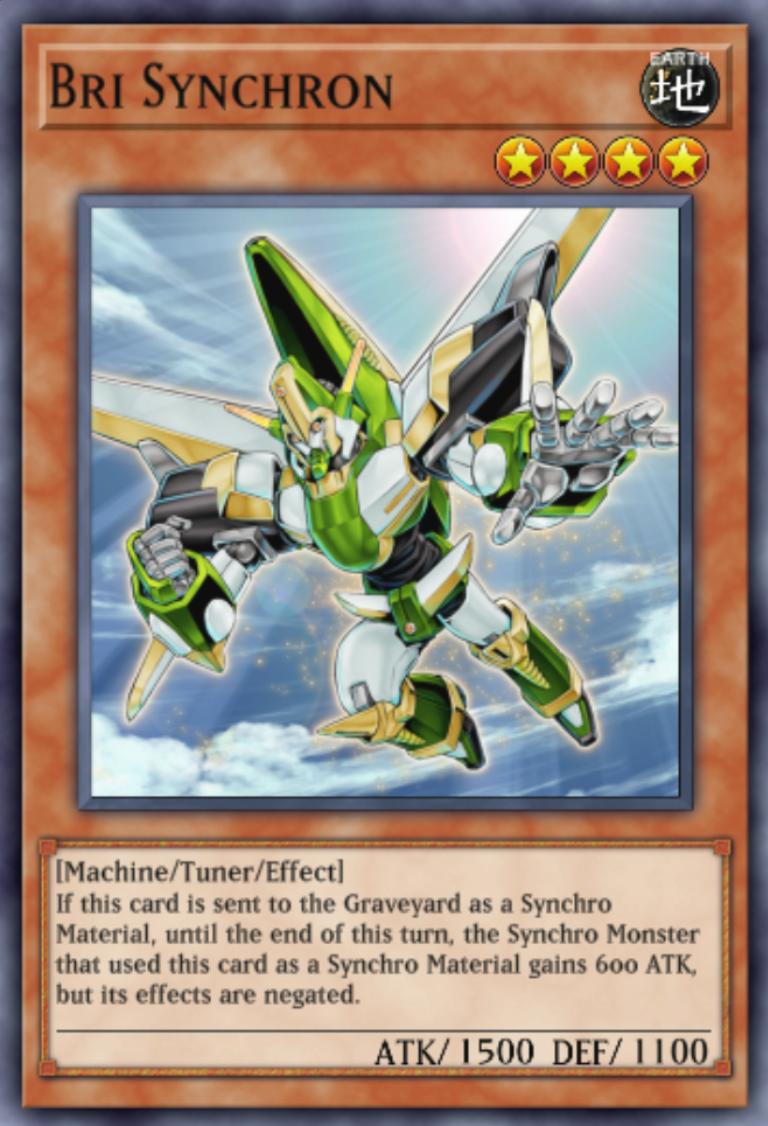 Bri Synchron
EARTH
地
[Machine/Tuner/Effect]
If this card is sent to the Graveyard as a Synchro
Material, until the end of this turn, the Synchro Monster
that used this card as a Synchro Material gains 600 ATK,
but its effects are negated.
ATK/ 1500 DEF/ 1100